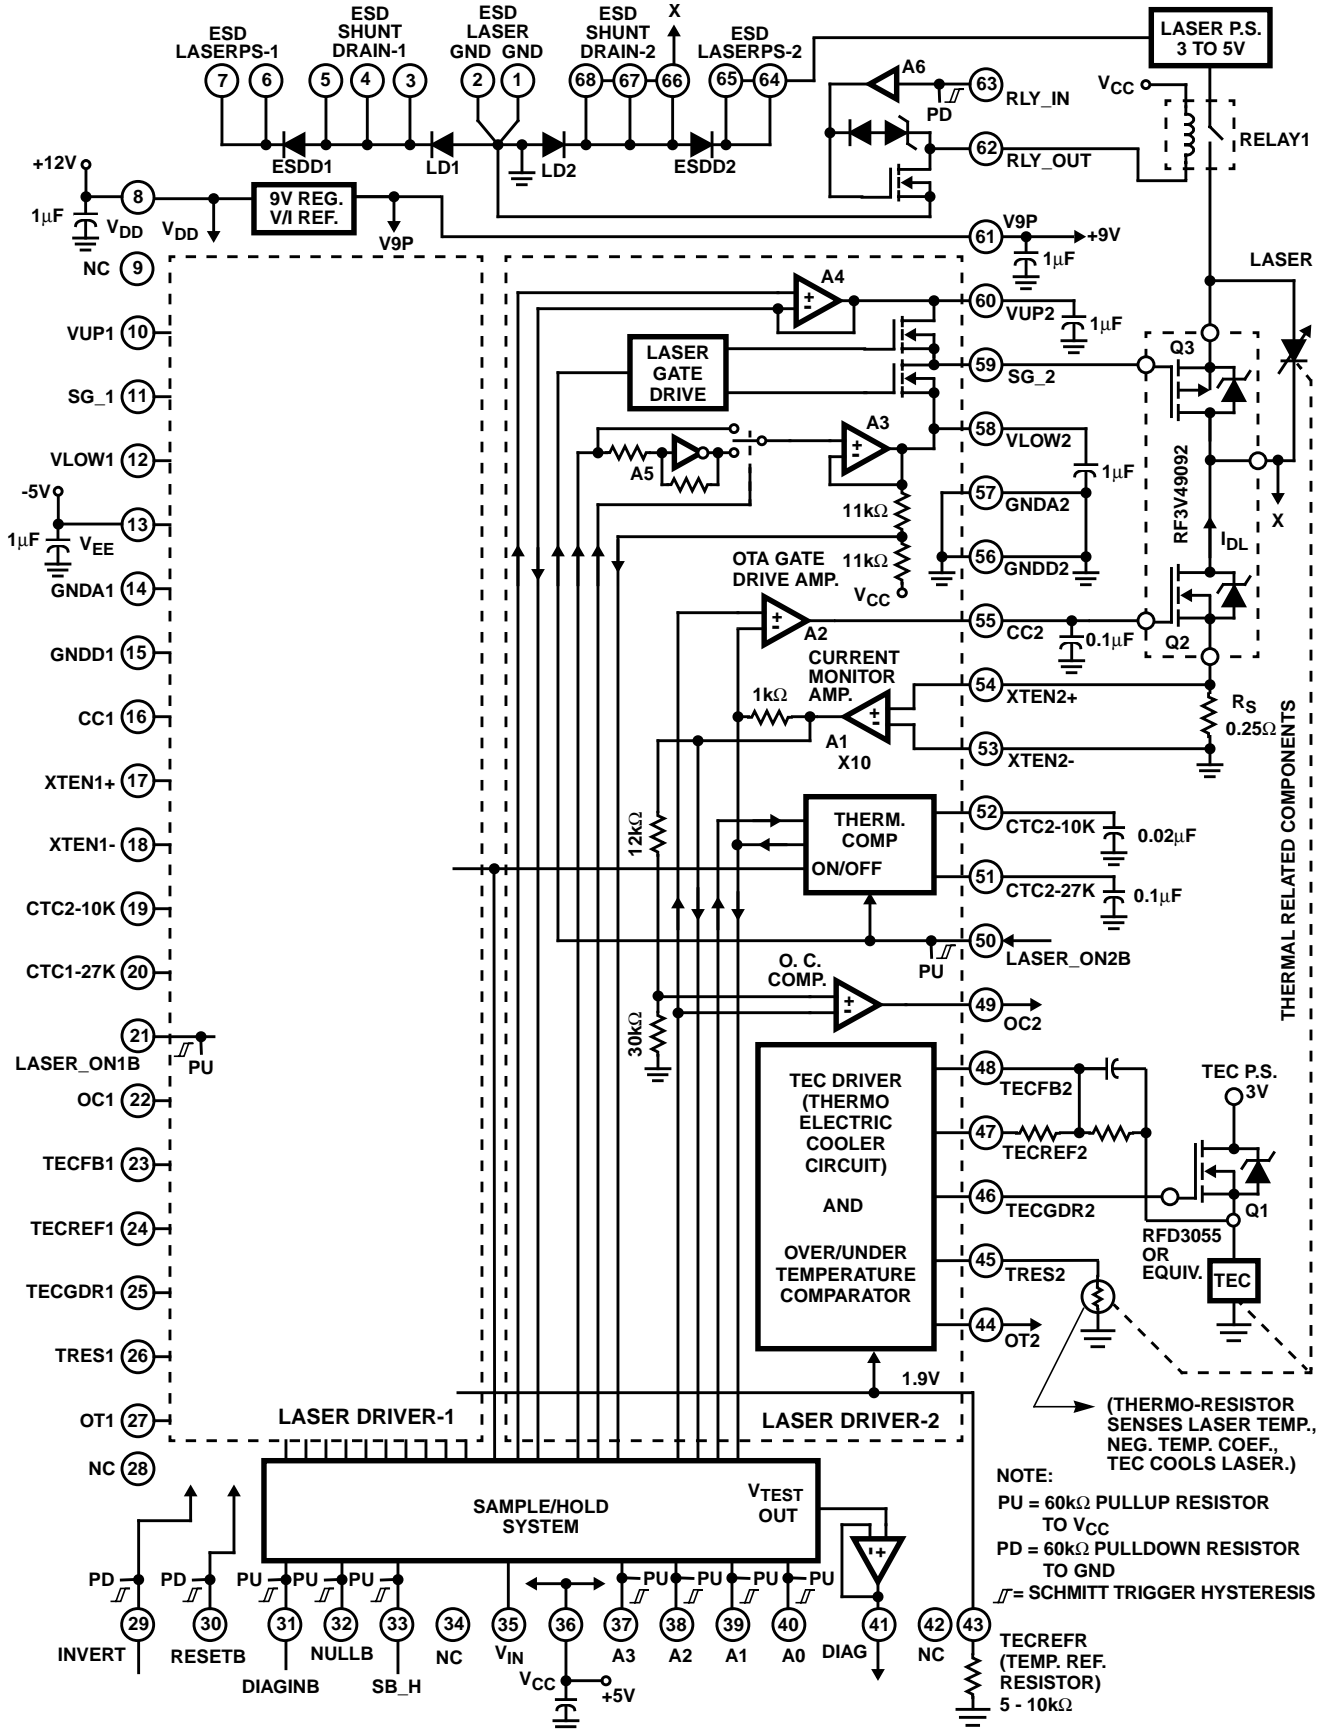 ESD LASERPS-1
ESD SHUNT DRAIN-1
ESD LASER GND GND
ESD SHUNT DRAIN-2
X
ESD LASERPS-2
LASER P.S. 3 TO 5V
7 6 5 4 3 2 1 68 67 66 65 64
A6
PD
63
RLY_IN
VCC
RELAY1
ESDD1
LD1
LD2
ESDD2
62
RLY_OUT
+12V
8
1μF
VDD
VDD
9V REG. V/I REF.
V9P
61
V9P
+9V
1μF
LASER
NC 9
VUP1 10
SG_1 11
VLOW1 12
-5V
13
1μF
VEE
GNDA1 14
GNDD1 15
CC1 16
XTEN1+ 17
XTEN1- 18
CTC2-10K 19
CTC1-27K 20
21
LASER_ON1B
PU
OC1 22
TECFB1 23
TECREF1 24
TECGDR1 25
TRES1 26
OT1 27
NC 28
A4
+
-
60
VUP2
1μF
LASER
GATE
DRIVE
59
SG_2
Q3
A3
+
-
58
VLOW2
1μF
A5
11kΩ
57
GNDA2
RF3V49092
X
IDL
OTA GATE
DRIVE AMP.
11kΩ
VCC
56
GNDD2
+
-
A2
55
CC2
0.1μF
Q2
CURRENT
MONITOR
AMP.
1kΩ
+
-
A1
X10
54
XTEN2+
RS
0.25Ω
53
XTEN2-
12kΩ
THERM.
COMP
ON/OFF
52
CTC2-10K
0.02μF
51
CTC2-27K
0.1μF
THERMAL RELATED COMPONENTS
PU
50
LASER_ON2B
O. C.
COMP.
+
-
49
OC2
30kΩ
TEC DRIVER
(THERMO
ELECTRIC
COOLER
CIRCUIT)
AND
OVER/UNDER
TEMPERATURE
COMPARATOR
48
TECFB2
47
TECREF2
TEC P.S.
3V
46
TECGDR2
Q1
RFD3055
OR
EQUIV.
45
TRES2
TEC
44
OT2
1.9V
LASER DRIVER-1
LASER DRIVER-2
(THERMO-RESISTOR
SENSES LASER TEMP.,
NEG. TEMP. COEF.,
TEC COOLS LASER.)
SAMPLE/HOLD
SYSTEM
VTEST
OUT
-
+
NOTE:
PU = 60kΩ PULLUP RESISTOR
TO VCC
PD = 60kΩ PULLDOWN RESISTOR
TO GND
= SCHMITT TRIGGER HYSTERESIS
PD PD PU PU PU PU PU PU
29 30 31 32 33 34 35 36 37 38 39 40 41 42 43
INVERT
RESETB
DIAGINB
NULLB
SB_H
NC
VIN
VCC
+5V
A3
A2
A1
A0
DIAG
NC
TECREFR
(TEMP. REF.
RESISTOR)
5 - 10kΩ